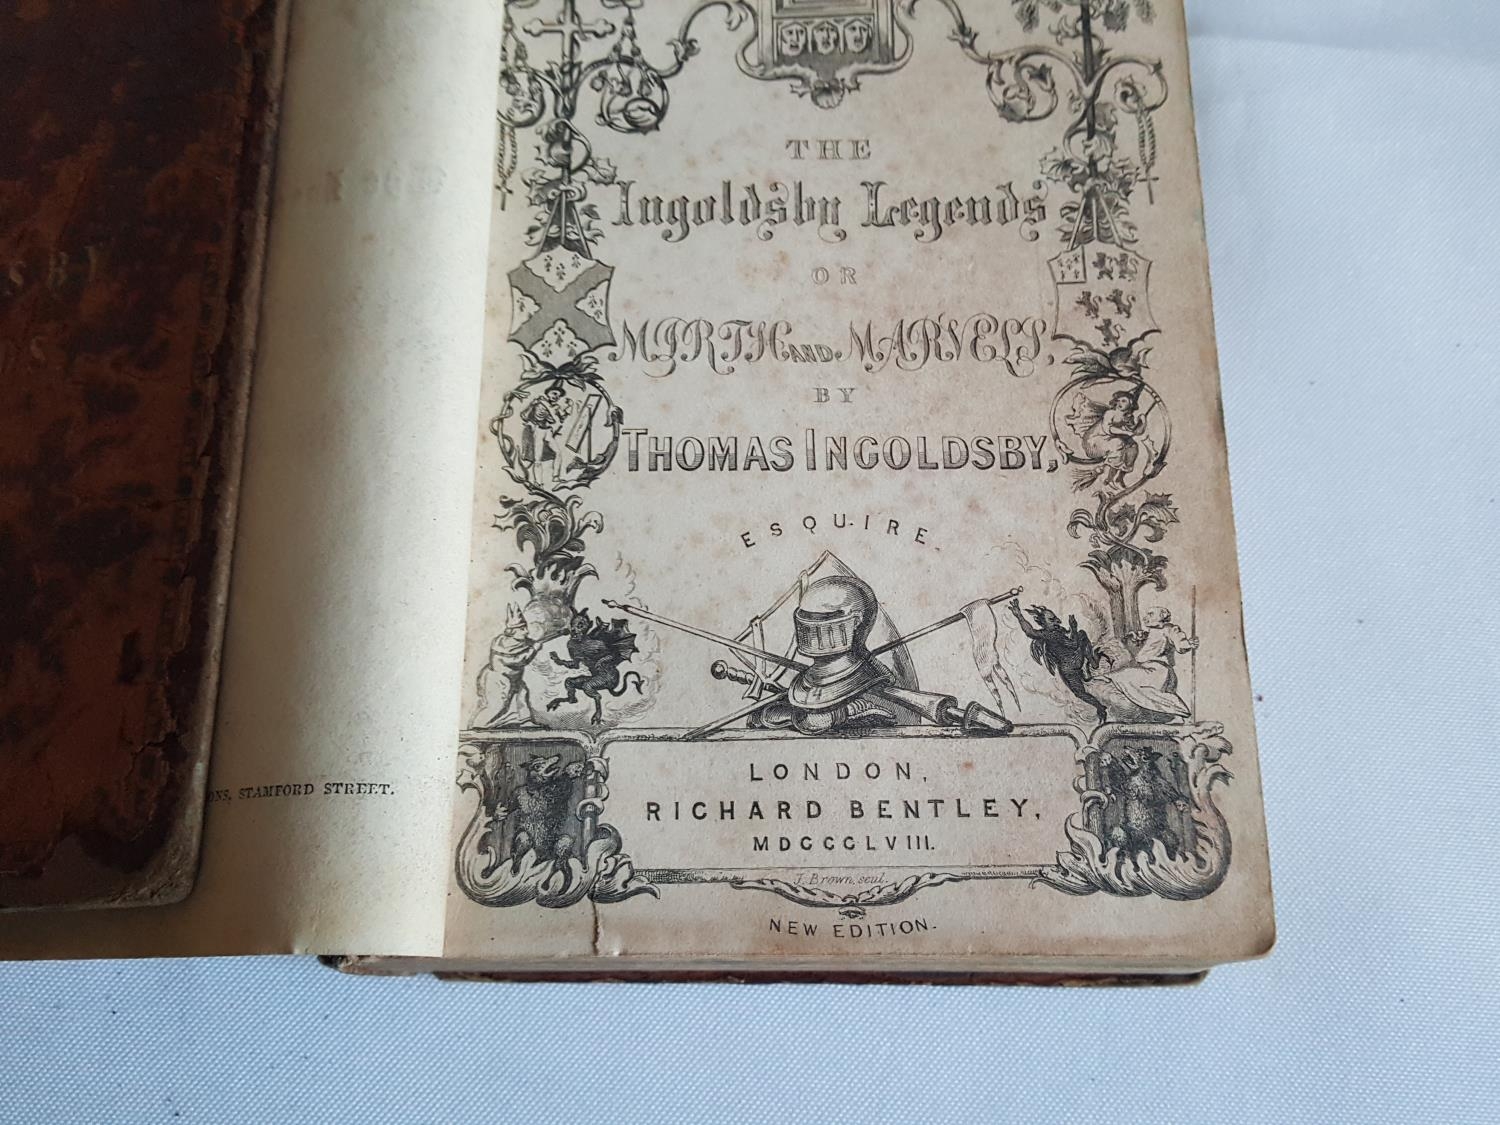 THE
Ingoldsby Legends
OR
MIRTH AND MARVELS,
BY
THOMAS INGOLDSBY,
ESQUIRE.
LONDON,
RICHARD BENTLEY,
MDCCCLVIII.
J. Brown, scul.
NEW EDITION.
STAMFORD STREET.